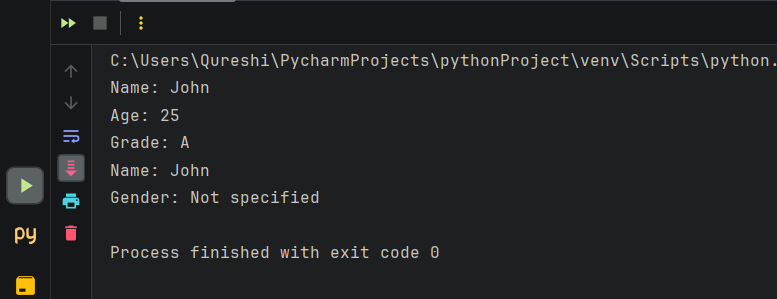 C:\Users\Qureshi\PycharmProjects\pythonProject\venv\Scripts\python.
Name: John
Age: 25
Grade: A
Name: John
Gender: Not specified
py
Process finished with exit code 0